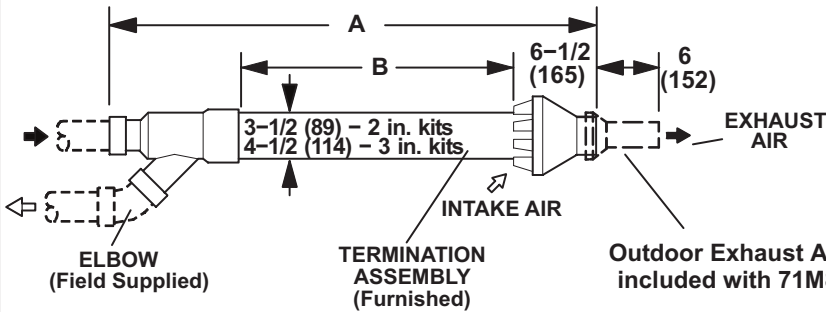 A
B
6−1/2
(165)
6
(152)
3−1/2 (89) − 2 in. kits
4−1/2 (114) − 3 in. kits
EXHAUST
AIR
INTAKE AIR
ELBOW
(Field Supplied)
TERMINATION
ASSEMBLY
(Furnished)
Outdoor Exhaust A
included with 71M